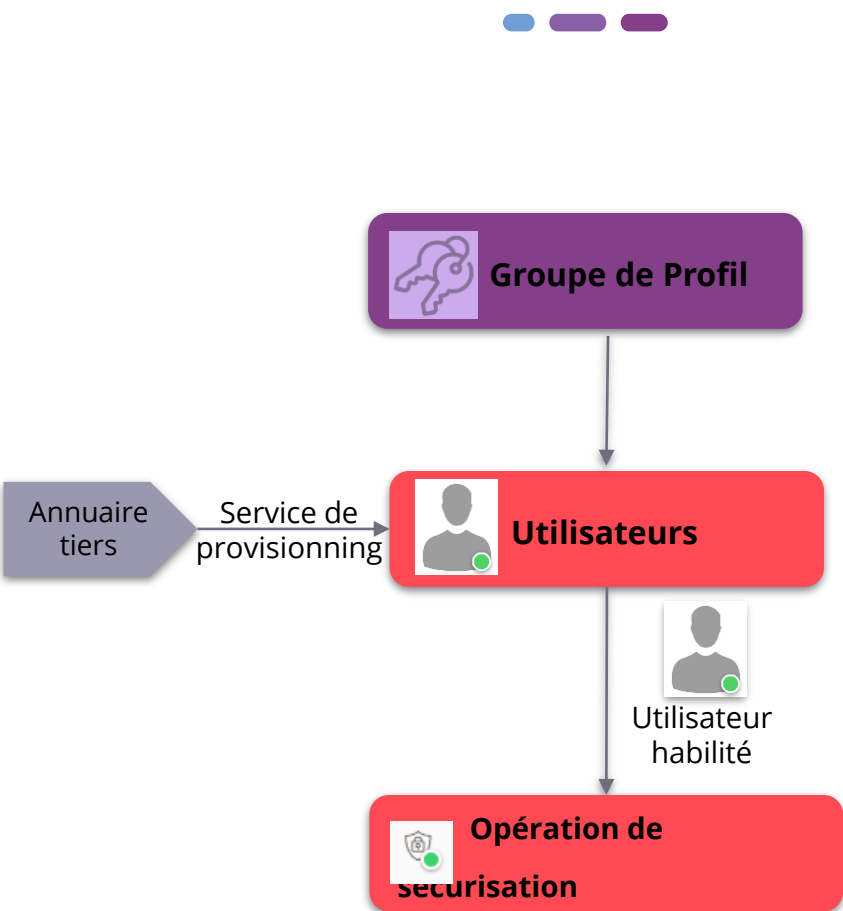 Groupe de Profil
Annuaire
tiers
Service de
provisionning
Utilisateurs
Utilisateur
habilité
Opération de
sécurisation